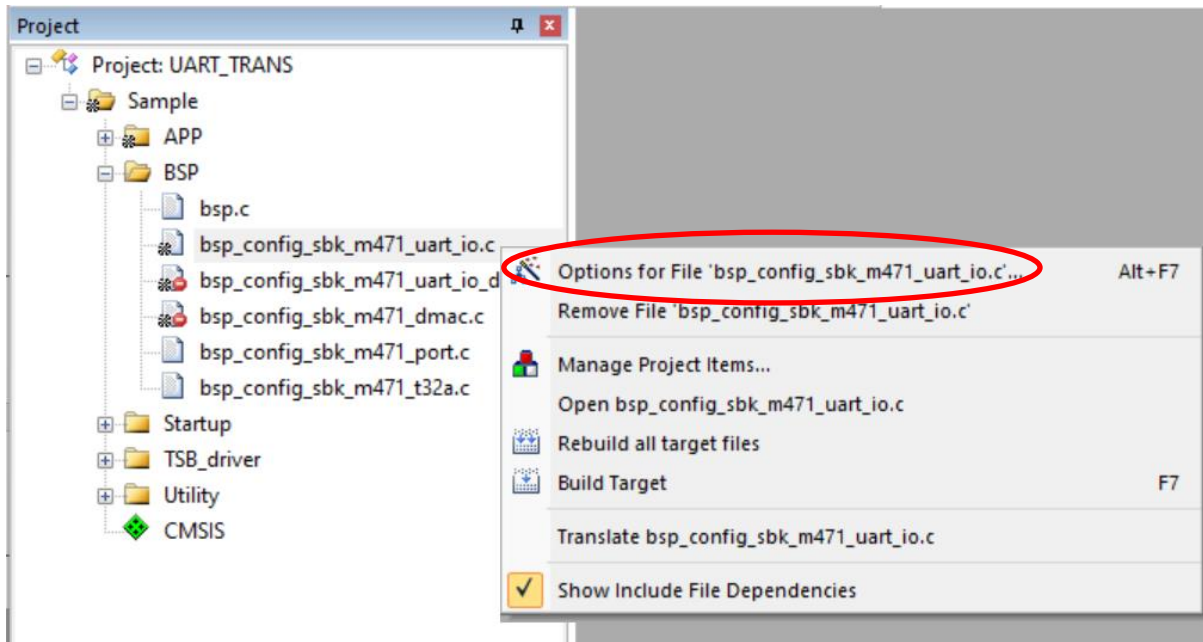 Project
Project: UART_TRANS
Sample
APP
BSP
bsp.c
bsp_config_sbk_m471_uart_io.c
bsp_config_sbk_m471_uart_io_d
bsp_config_sbk_m471_dmac.c
bsp_config_sbk_m471_port.c
bsp_config_sbk_m471_t32a.c
Startup
TSB_driver
Utility
CMSIS
Options for File 'bsp_config_sbk_m471_uart_io.c'... Alt+F7
Remove File 'bsp_config_sbk_m471_uart_io.c'
Manage Project Items...
Open bsp_config_sbk_m471_uart_io.c
Rebuild all target files
Build Target F7
Translate bsp_config_sbk_m471_uart_io.c
Show Include File Dependencies